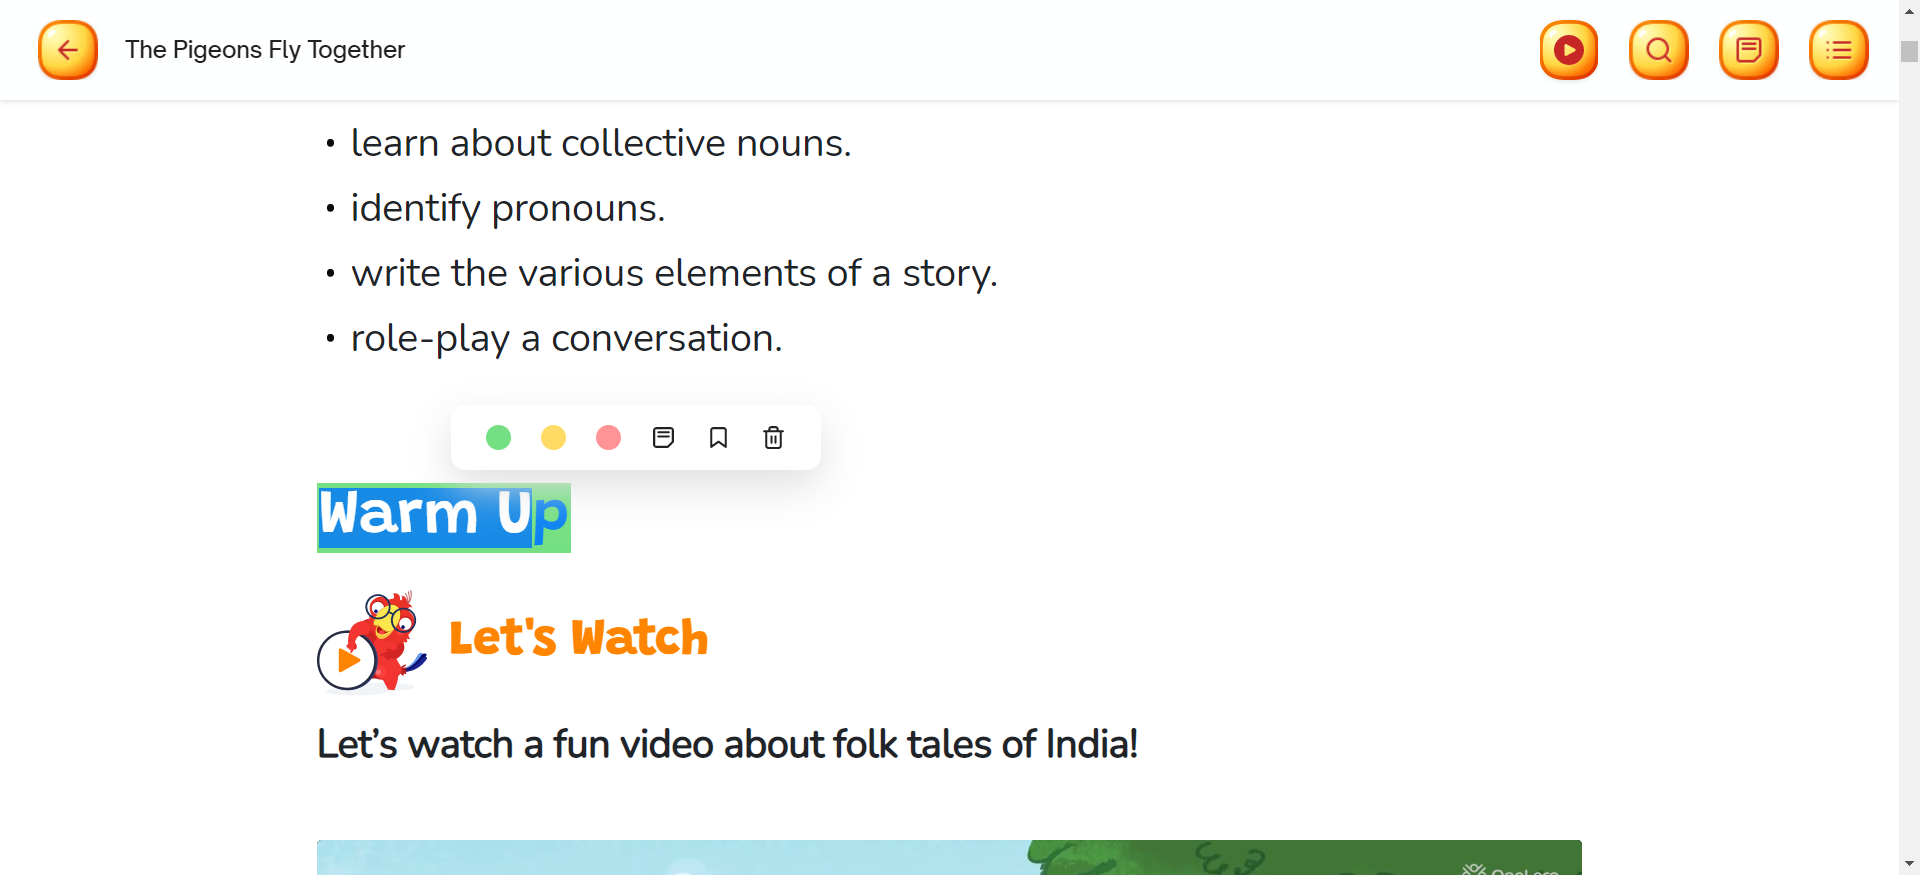 The Pigeons Fly Together
• learn about collective nouns.
• identify pronouns.
• write the various elements of a story.
• role-play a conversation.
Warm Up
Let's Watch
Let’s watch a fun video about folk tales of India!